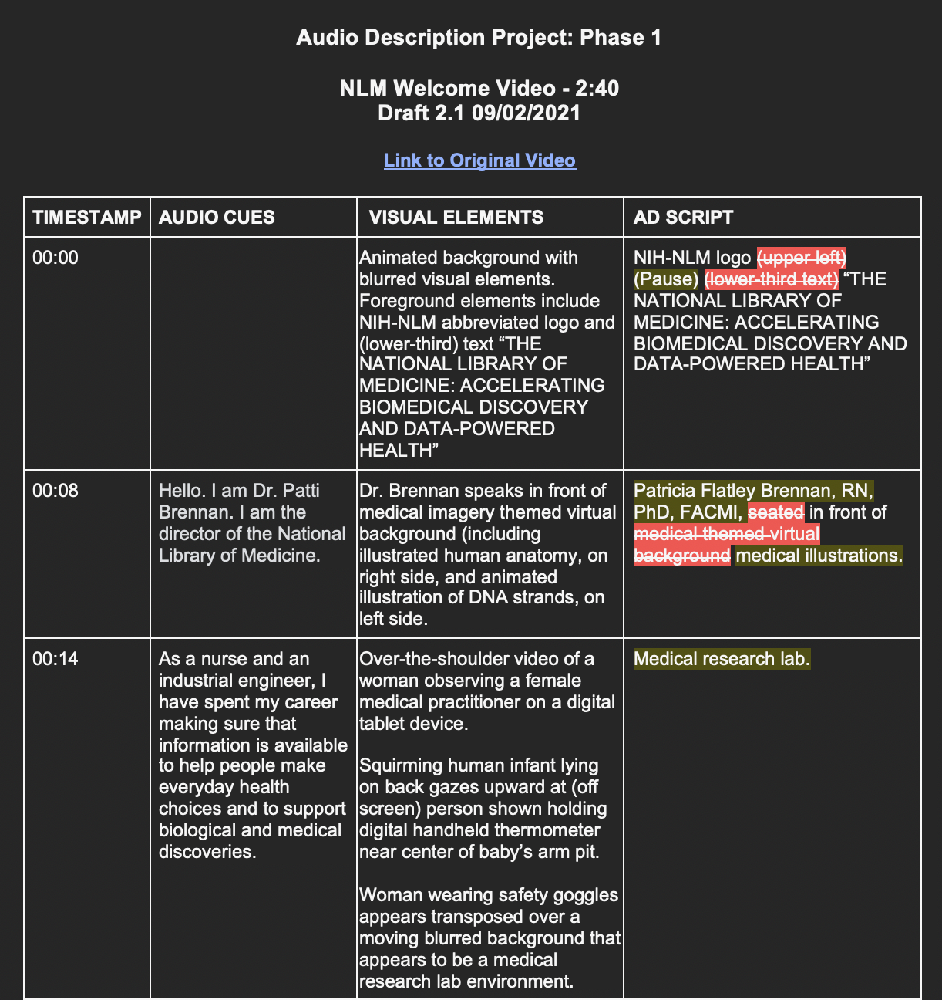 Audio Description Project: Phase 1
NLM Welcome Video - 2:40
Draft 2.1 09/02/2021
Link to Original Video
TIMESTAMP
AUDIO CUES
VISUAL ELEMENTS
AD SCRIPT
00:00
Animated background with
blurred visual elements.
Foreground elements include
NIH-NLM abbreviated logo and
(lower-third) text “THE
NATIONAL LIBRARY OF
MEDICINE: ACCELERATING
BIOMEDICAL DISCOVERY
AND DATA-POWERED
HEALTH”
NIH-NLM logo (upper left)
(Pause) (lower-third text) “THE
NATIONAL LIBRARY OF
MEDICINE: ACCELERATING
BIOMEDICAL DISCOVERY AND
DATA-POWERED HEALTH”
00:08
Hello. I am Dr. Patti
Brennan. I am the
director of the National
Library of Medicine.
Dr. Brennan speaks in front of
medical imagery themed virtual
background (including
illustrated human anatomy, on
right side, and animated
illustration of DNA strands, on
left side.
Patricia Flatley Brennan, RN,
PhD, FACMI, seated in front of
medical themed virtual
background medical illustrations.
00:14
As a nurse and an
industrial engineer, I
have spent my career
making sure that
information is available
to help people make
everyday health
choices and to support
biological and medical
discoveries.
Over-the-shoulder video of a
woman observing a female
medical practitioner on a digital
tablet device.
Squirming human infant lying
on back gazes upward at (off
screen) person shown holding
digital handheld thermometer
near center of baby’s arm pit.
Woman wearing safety goggles
appears transposed over a
moving blurred background that
appears to be a medical
research lab environment.
Medical research lab.